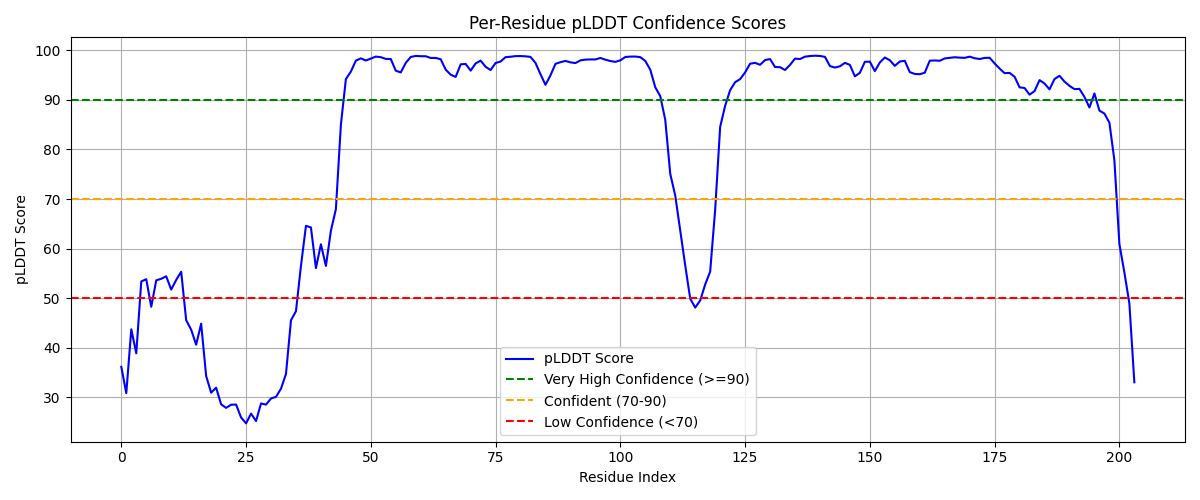 Per-Residue pLDDT Confidence Scores
100
90
80
70
60
50
40
30
pLDDT Score
pLDDT Score
Very High Confidence (>=90)
Confident (70-90)
Low Confidence (<70)
0 25 50 75 100 125 150 175 200
Residue Index